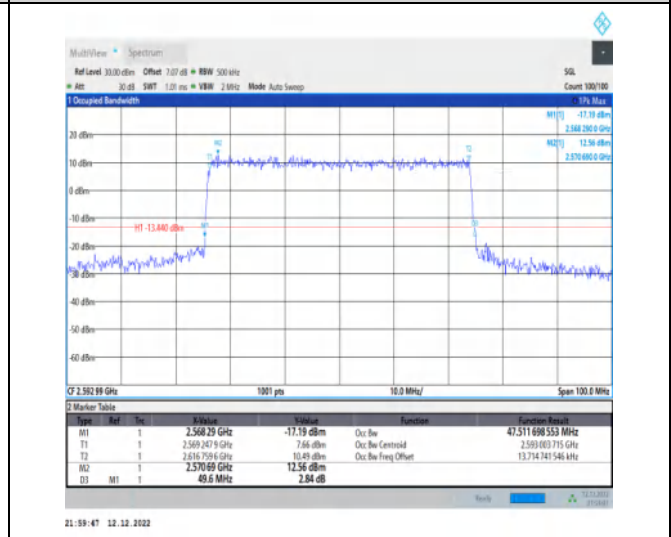 MultiView Spectrum
Ref Level 30.00 dBm Offset 7.07 dB RBW 500 kHz SGL
Att 30 dB SWT 1.01 ms VBW 2 MHz Mode Auto Sweep Count 100/100
1 Occupied Bandwidth 1Pk Max
M1[1] -17.19 dBm
2.568 290 0 GHz
20 dBm M2[1] 12.56 dBm
2.570 690 0 GHz
M2
T1 T2
10 dBm
0 dBm
-10 dBm
H1 -13.440 dBm M1 D3
-20 dBm
-30 dBm
-40 dBm
-50 dBm
-60 dBm
CF 2.592 99 GHz 1001 pts 10.0 MHz/ Span 100.0 MHz
2 Marker Table
Type Ref Trc X-Value Y-Value Function Function Result
M1 1 2.568 29 GHz -17.19 dBm Occ Bw 47.511 698 553 MHz
T1 1 2.569 247 9 GHz 7.66 dBm Occ Bw Centroid 2.593 003 715 GHz
T2 1 2.616 759 6 GHz 10.49 dBm Occ Bw Freq Offset 13.714 741 546 kHz
M2 1 2.570 69 GHz 12.56 dBm
D3 M1 1 49.6 MHz 2.84 dB
Ready 12.12.2022
21:59:47 12.12.2022